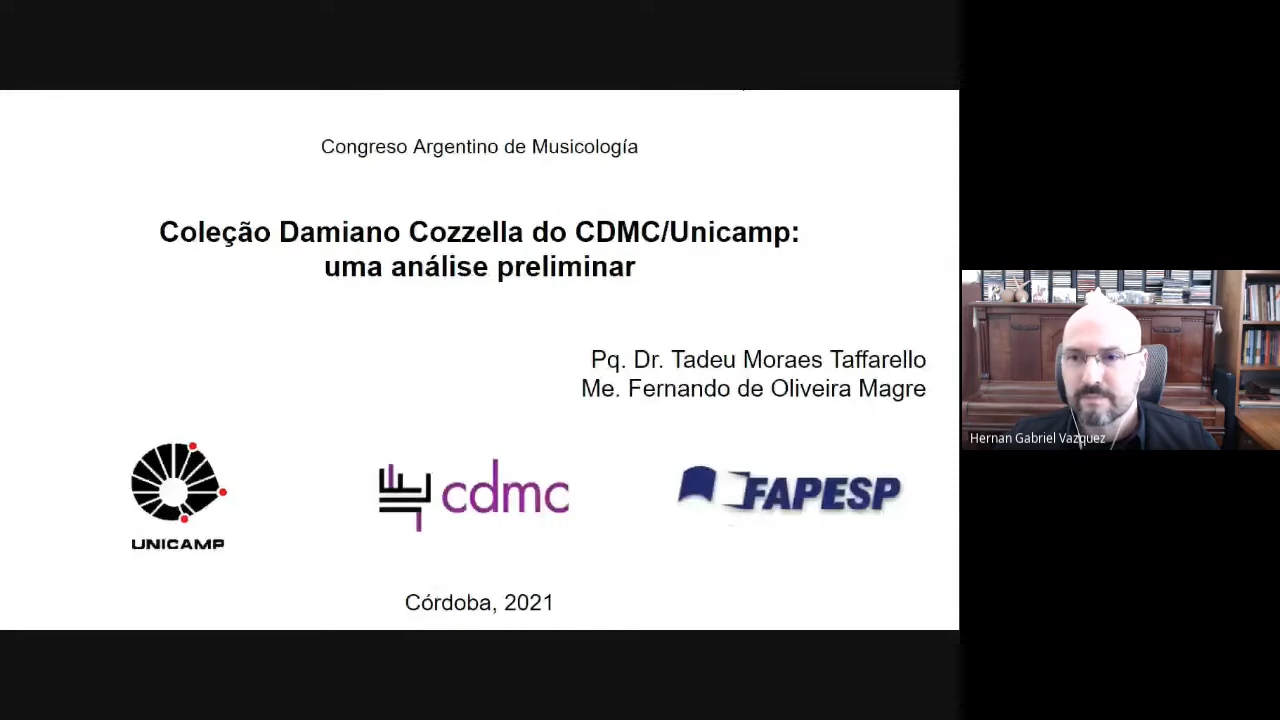 Congreso Argentino de Musicología
Coleção Damiano Cozzella do CDMC/Unicamp:
uma análise preliminar
Pq. Dr. Tadeu Moraes Taffarello
Me. Fernando de Oliveira Magre
UNICAMP
cdmc
FAPESP
Córdoba, 2021
Hernan Gabriel Vazquez